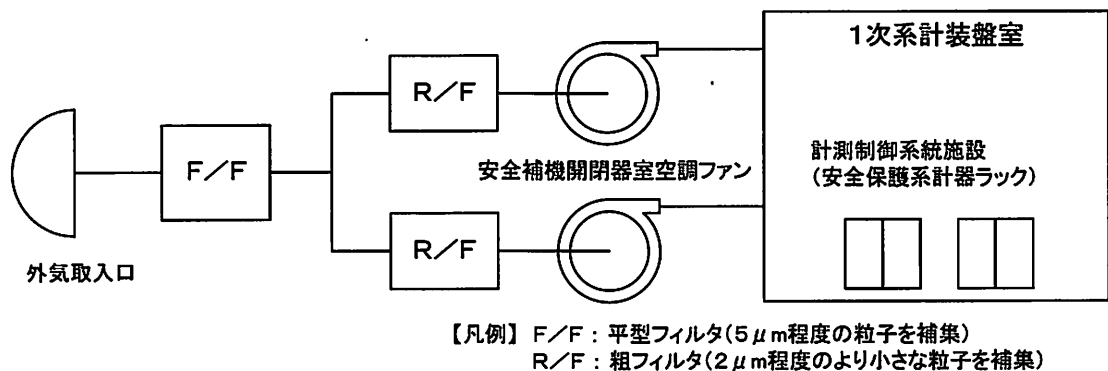 1次系計装盤室
R/F
F/F
安全補機開閉器室空調ファン
計測制御系統施設
(安全保護系計器ラック)
R/F
外気取入口
【凡例】 F/F : 平型フィルタ(5μm程度の粒子を補集)
R/F : 粗フィルタ(2μm程度のより小さな粒子を補集)